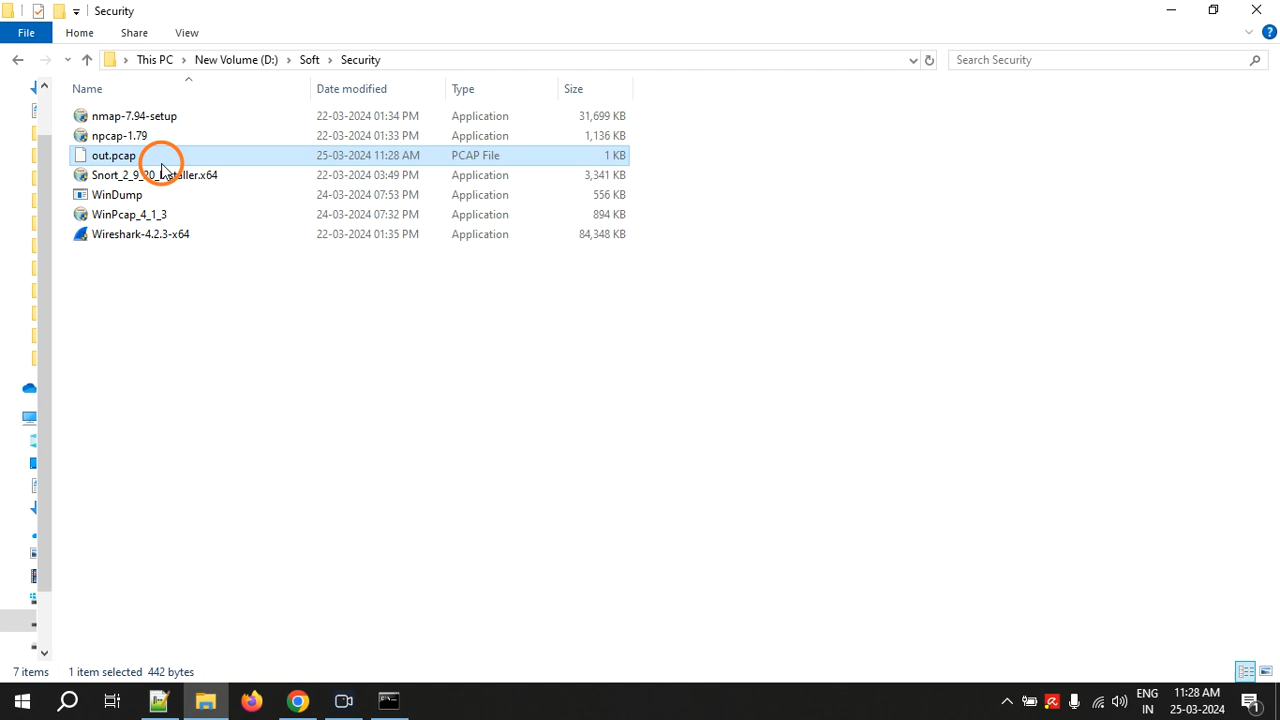 Security
File Home Share View
This PC New Volume (D:) Soft Security Search Security
Name Date modified Type Size
nmap-7.94-setup 22-03-2024 01:34 PM Application 31,699 KB
npcap-1.79 22-03-2024 01:33 PM Application 1,136 KB
out.pcap 25-03-2024 11:28 AM PCAP File 1 KB
Snort_2_9_20_Installer.x64 22-03-2024 03:49 PM Application 3,341 KB
WinDump 24-03-2024 07:53 PM Application 556 KB
WinPcap_4_1_3 24-03-2024 07:32 PM Application 894 KB
Wireshark-4.2.3-x64 22-03-2024 01:35 PM Application 84,348 KB
7 items 1 item selected 442 bytes
ENG 11:28 AM
IN 25-03-2024 1